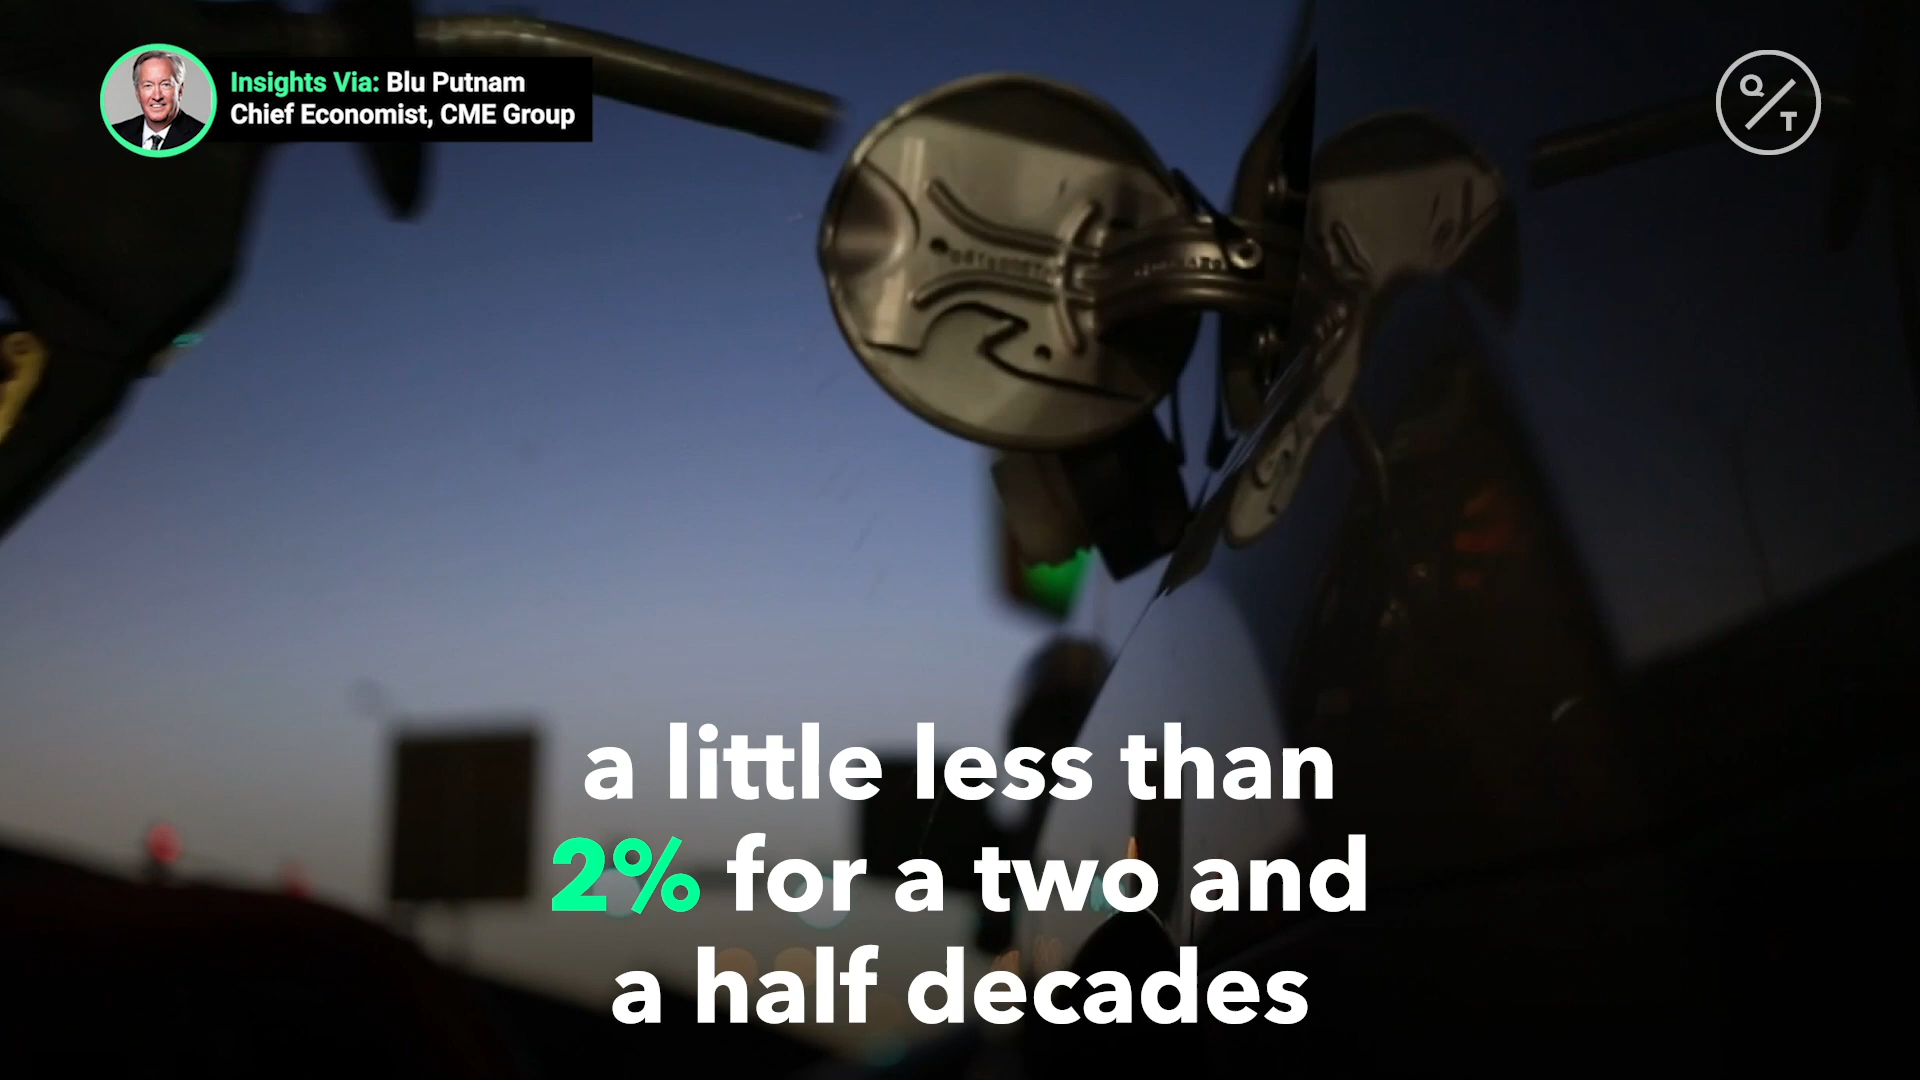 Insights Via: Blu Putnam
Chief Economist, CME Group
Q
T
a little less than
2% for a two and
a half decades